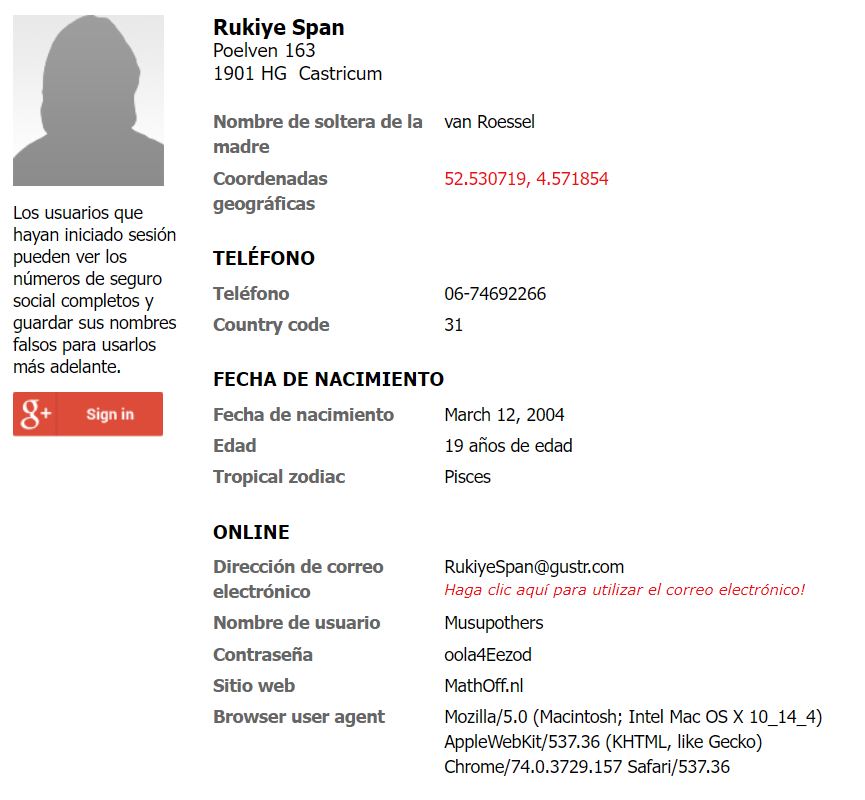 Rukiye Span
Poelven 163
1901 HG  Castricum
Nombre de soltera de la
madre
van Roessel
Coordenadas
geográficas
52.530719, 4.571854
Los usuarios que
hayan iniciado sesión
pueden ver los
números de seguro
social completos y
guardar sus nombres
falsos para usarlos
más adelante.
g+ Sign in
TELÉFONO
Teléfono 06-74692266
Country code 31
FECHA DE NACIMIENTO
Fecha de nacimiento March 12, 2004
Edad 19 años de edad
Tropical zodiac Pisces
ONLINE
Dirección de correo
electrónico
RukiyeSpan@gustr.com
Haga clic aquí para utilizar el correo electrónico!
Nombre de usuario Musupothers
Contraseña oola4Eezod
Sitio web MathOff.nl
Browser user agent Mozilla/5.0 (Macintosh; Intel Mac OS X 10_14_4)
AppleWebKit/537.36 (KHTML, like Gecko)
Chrome/74.0.3729.157 Safari/537.36